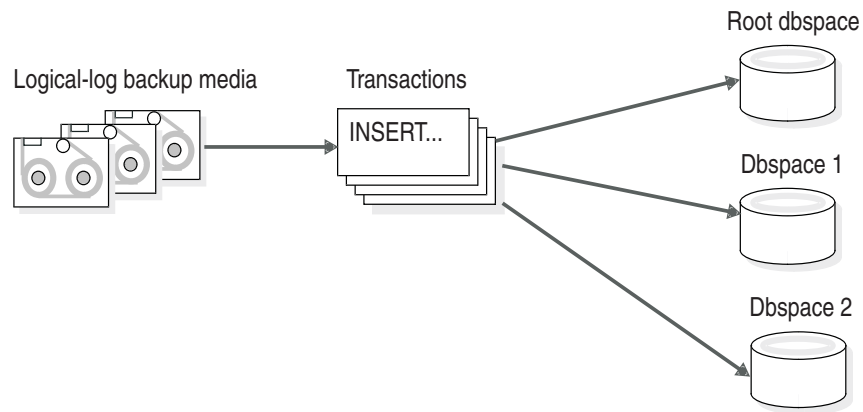 Root dbspace
Logical-log backup media
Transactions
INSERT...
Dbspace 1
Dbspace 2